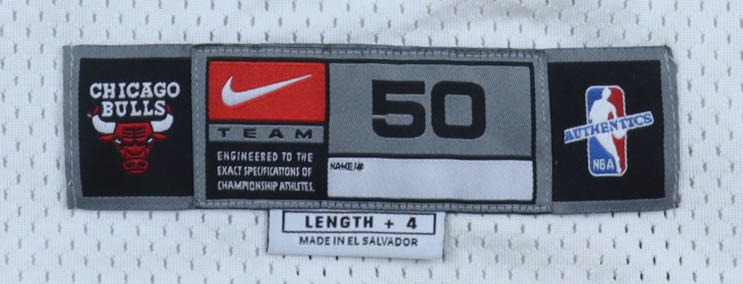 CHICAGO
BULLS
TEAM
ENGINEERED TO THE
EXACT SPECIFICATIONS OF
CHAMPIONSHIP ATHLETES.
50
NAME/#
AUTHENTICS
NBA
LENGTH + 4
MADE IN EL SALVADOR